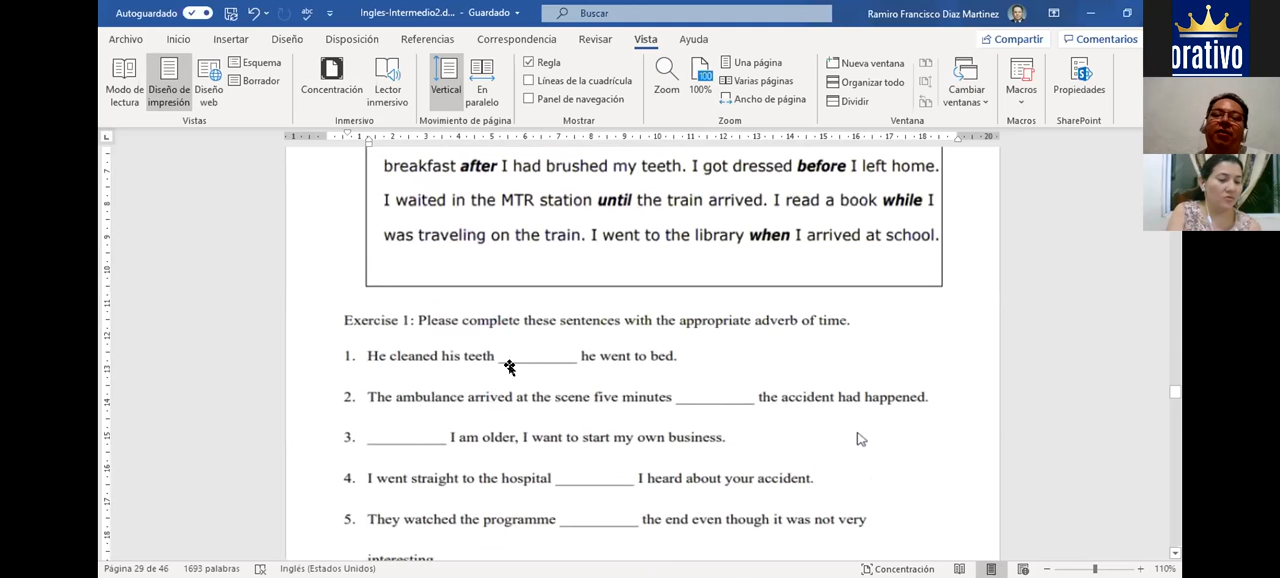 Autoguardado
Ingles-Intermedio2.d... - Guardado
Buscar
Ramiro Francisco Diaz Martinez
Archivo Inicio Insertar Diseño Disposición Referencias Correspondencia Revisar Vista Ayuda
Compartir Comentarios
Modo de lectura
Diseño de impresión
Diseño web
Esquema
Borrador
Vistas
Concentración
Lector inmersivo
Inmersivo
Vertical
En paralelo
Movimiento de página
Regla
Líneas de la cuadrícula
Panel de navegación
Mostrar
Zoom
100%
Una página
Varias páginas
Ancho de página
Zoom
Nueva ventana
Organizar todo
Dividir
Cambiar ventanas
Ventana
Macros
Macros
Propiedades
SharePoint
orativo
breakfast after I had brushed my teeth. I got dressed before I left home.
I waited in the MTR station until the train arrived. I read a book while I
was traveling on the train. I went to the library when I arrived at school.
Exercise 1: Please complete these sentences with the appropriate adverb of time.
1. He cleaned his teeth __________ he went to bed.
2. The ambulance arrived at the scene five minutes __________ the accident had happened.
3. __________ I am older, I want to start my own business.
4. I went straight to the hospital __________ I heard about your accident.
5. They watched the programme __________ the end even though it was not very
interesting.
Página 29 de 46 1693 palabras Inglés (Estados Unidos)
Concentración
110%